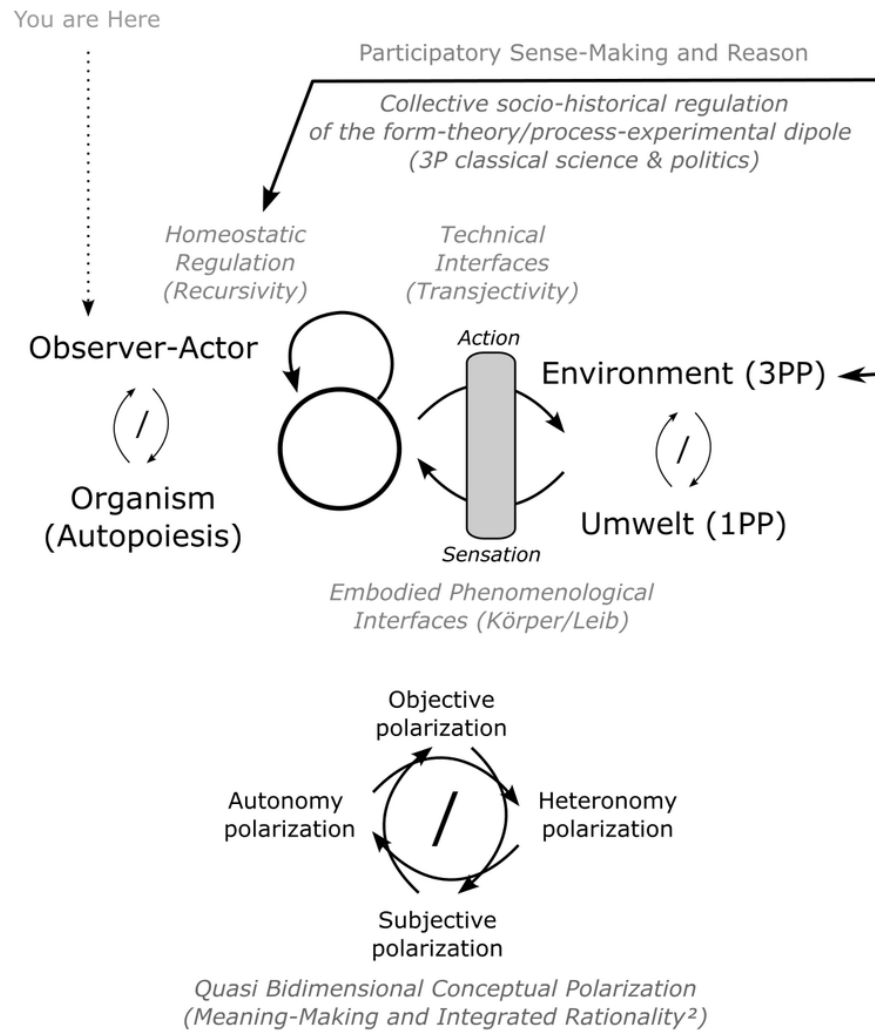 You are Here
Participatory Sense-Making and Reason
Collective socio-historical regulation
of the form-theory/process-experimental dipole
(3P classical science & politics)
Homeostatic
Regulation
(Recursivity)
Technical
Interfaces
(Transjectivity)
Observer-Actor
/
Organism
(Autopoiesis)
Action
Sensation
Environment (3PP)
/
Umwelt (1PP)
Embodied Phenomenological
Interfaces (Körper/Leib)
Objective
polarization
Autonomy
polarization
/
Heteronomy
polarization
Subjective
polarization
Quasi Bidimensional Conceptual Polarization
(Meaning-Making and Integrated Rationality²)